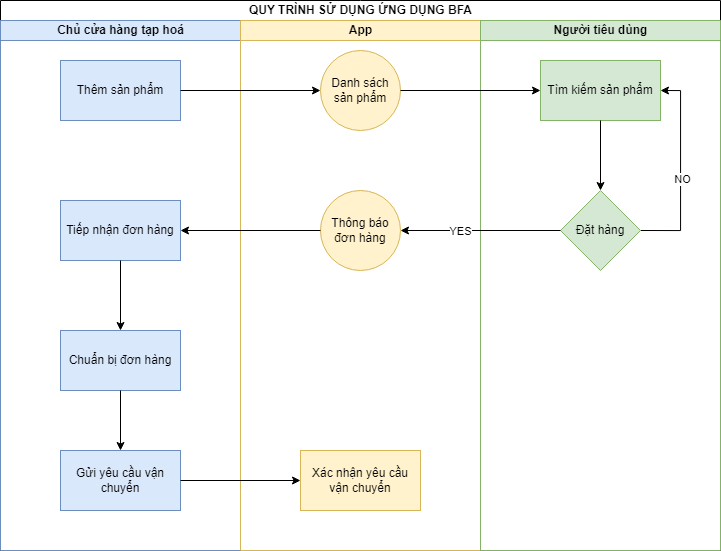 QUY TRÌNH SỬ DỤNG ỨNG DỤNG BFA
Chủ cửa hàng tạp hoá
App
Người tiêu dùng
Thêm sản phẩm
Danh sách
sản phẩm
Tìm kiếm sản phẩm
NO
Tiếp nhận đơn hàng
Thông báo
đơn hàng
YES
Đặt hàng
Chuẩn bị đơn hàng
Gửi yêu cầu vận
chuyển
Xác nhận yêu cầu
vận chuyển